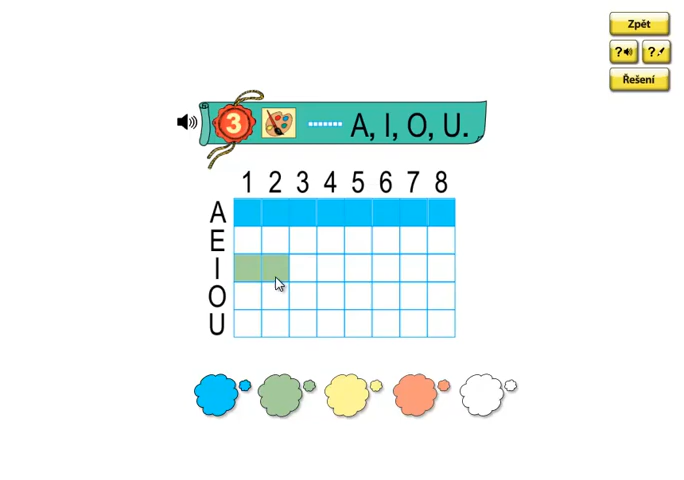 Zpět
?
?
Řešení
3
A, I, O, U.
1 2 3 4 5 6 7 8
A
E
I
O
U